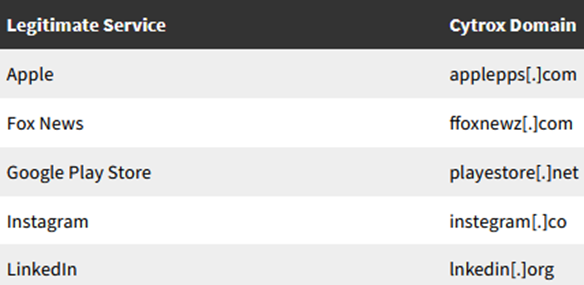 Legitimate Service Cytrox Domain
Apple applepps[.]com
Fox News ffoxnewz[.]com
Google Play Store playestore[.]net
Instagram instegram[.]co
LinkedIn lnkedin[.]org